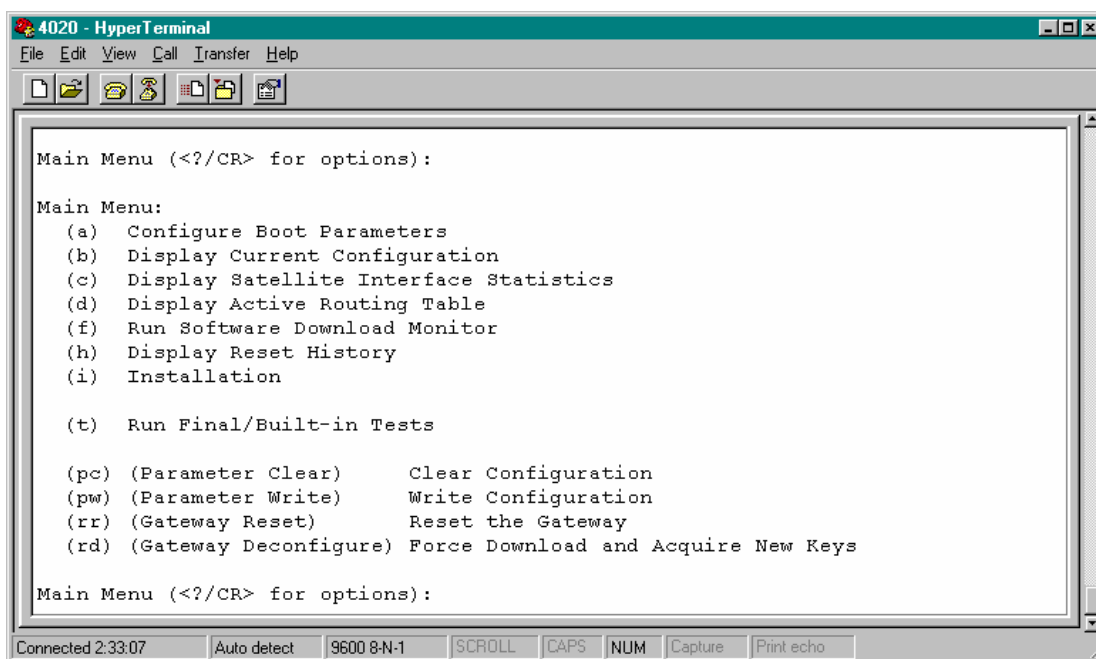 4020 - HyperTerminal
File Edit View Call Transfer Help
Main Menu (<?/CR> for options):
Main Menu:
(a) Configure Boot Parameters
(b) Display Current Configuration
(c) Display Satellite Interface Statistics
(d) Display Active Routing Table
(f) Run Software Download Monitor
(h) Display Reset History
(i) Installation
(t) Run Final/Built-in Tests
(pc) (Parameter Clear) Clear Configuration
(pw) (Parameter Write) Write Configuration
(rr) (Gateway Reset) Reset the Gateway
(rd) (Gateway Deconfigure) Force Download and Acquire New Keys
Main Menu (<?/CR> for options):
Connected 2:33:07 Auto detect 9600 8-N-1 SCROLL CAPS NUM Capture Print echo